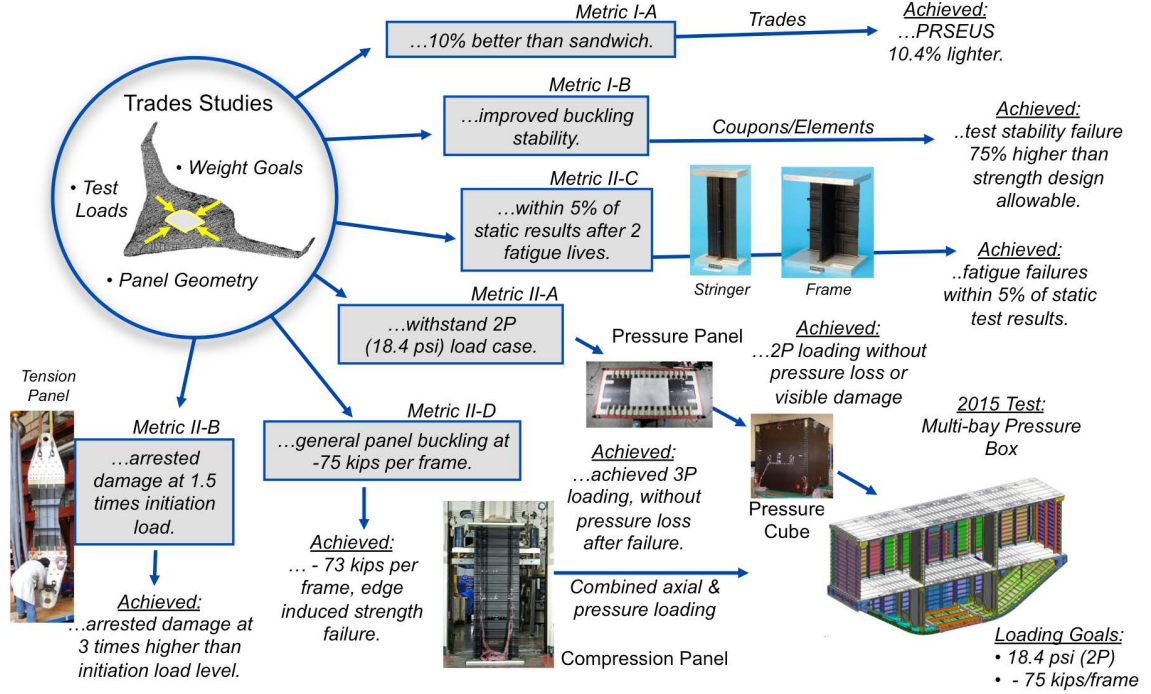 Metric I-A
…10% better than sandwich.
Trades
Achieved:
…PRSEUS
10.4% lighter.
Trades Studies
• Weight Goals
• Test
Loads
• Panel Geometry
Metric I-B
…improved buckling
stability.
Coupons/Elements
Achieved:
..test stability failure
75% higher than
strength design
allowable.
Metric II-C
…within 5% of
static results after 2
fatigue lives.
Stringer
Frame
Achieved:
..fatigue failures
within 5% of static
test results.
Metric II-A
…withstand 2P
(18.4 psi) load case.
Pressure Panel
Achieved:
…achieved 3P
loading, without
pressure loss
after failure.
Achieved:
…2P loading without
pressure loss or
visible damage
Pressure
Cube
2015 Test:
Multi-bay Pressure
Box
Tension
Panel
Metric II-B
…arrested
damage at 1.5
times initiation
load.
Achieved:
…arrested damage at
3 times higher than
initiation load level.
Metric II-D
…general panel buckling at
-75 kips per frame.
Achieved:
… - 73 kips per
frame, edge
induced strength
failure.
Compression Panel
Combined axial &
pressure loading
Loading Goals:
• 18.4 psi (2P)
• - 75 kips/frame